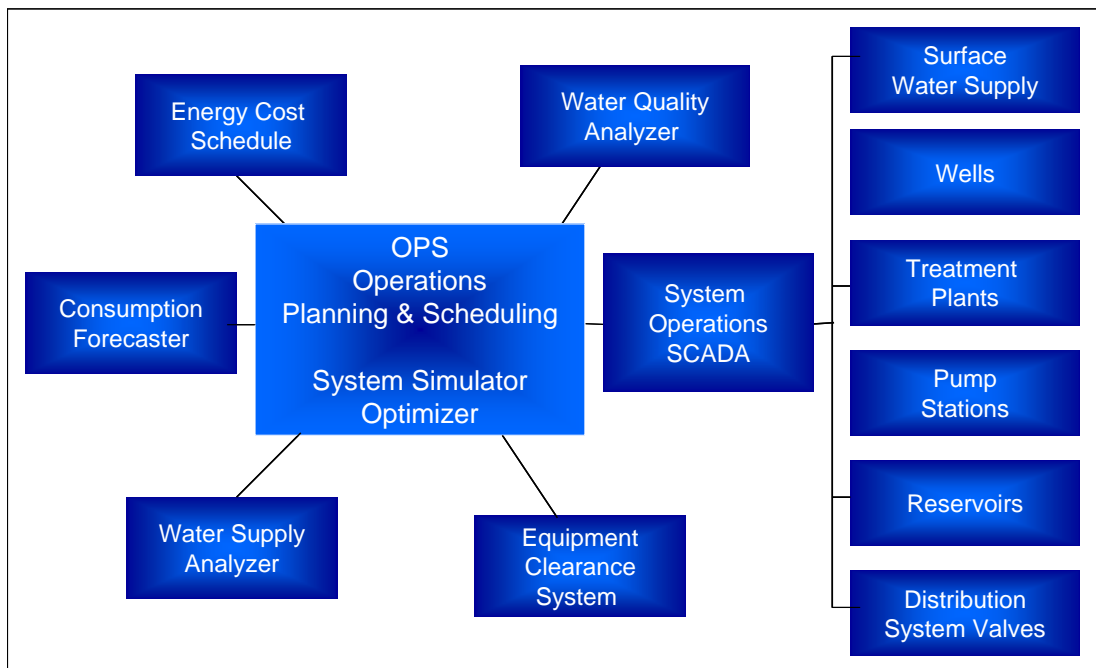 Energy Cost
Schedule
Water Quality
Analyzer
OPS
Operations
Planning & Scheduling
System Simulator
Optimizer
Consumption
Forecaster
Water Supply
Analyzer
Equipment
Clearance
System
System
Operations
SCADA
Surface
Water Supply
Wells
Treatment
Plants
Pump
Stations
Reservoirs
Distribution
System Valves